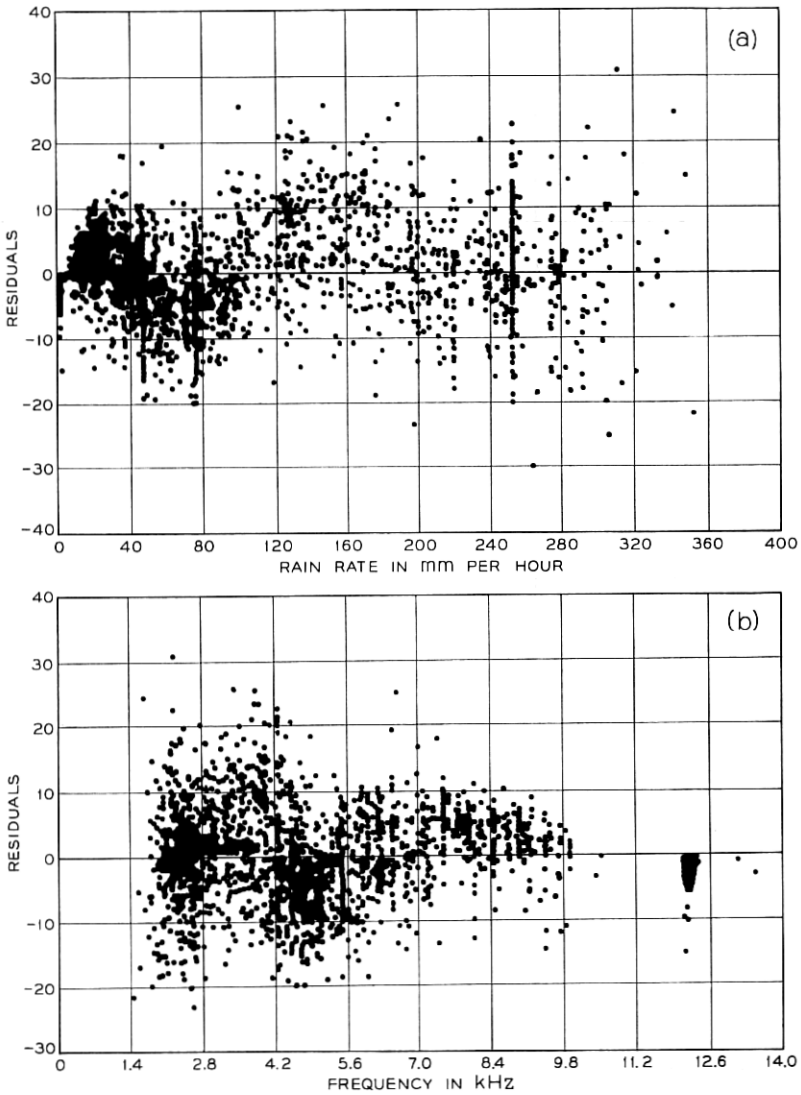 (a)
40
30
20
10
0
-10
-20
-30
-40
RESIDUALS
0 40 80 120 160 200 240 280 320 360 400
RAIN RATE IN mm PER HOUR
(b)
40
30
20
10
0
-10
-20
-30
RESIDUALS
0 1.4 2.8 4.2 5.6 7.0 8.4 9.8 11.2 12.6 14.0
FREQUENCY IN kHz